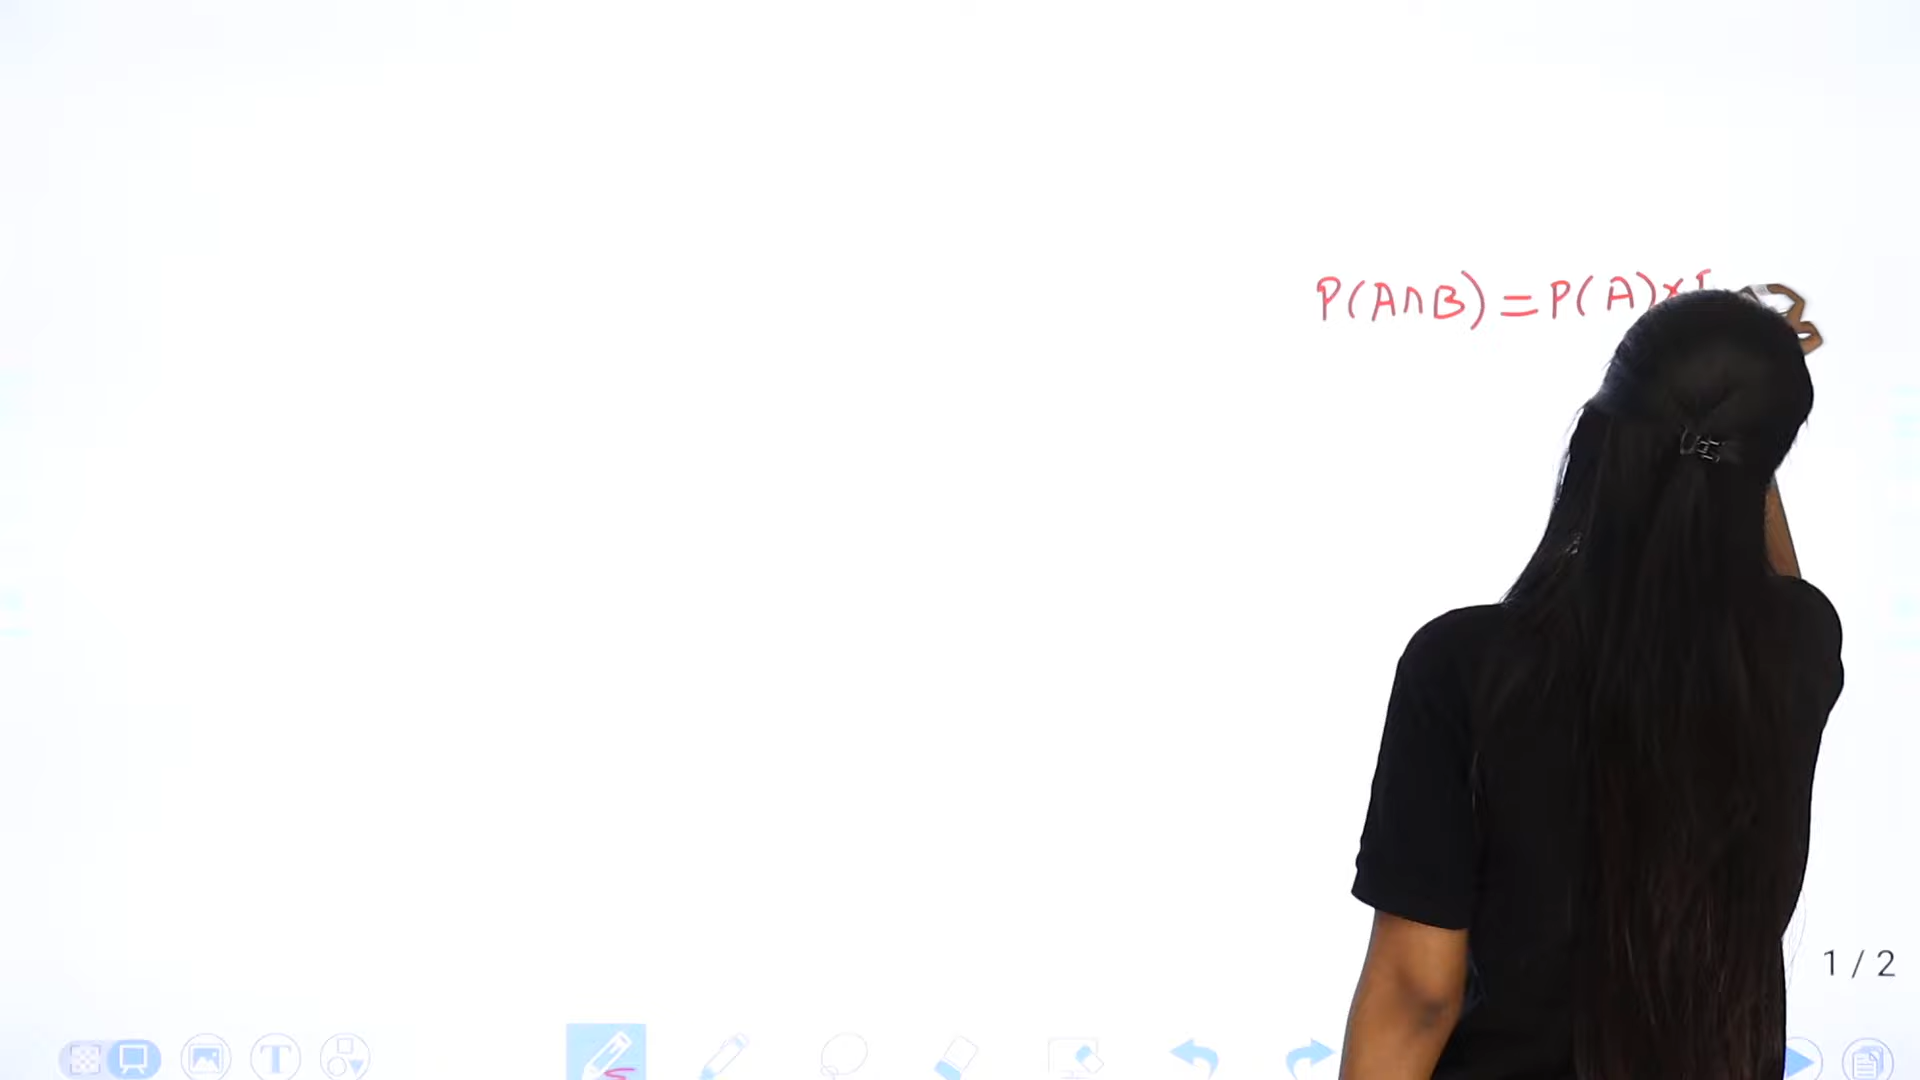 P(A∩B) = P(A) ×
1 / 2
T